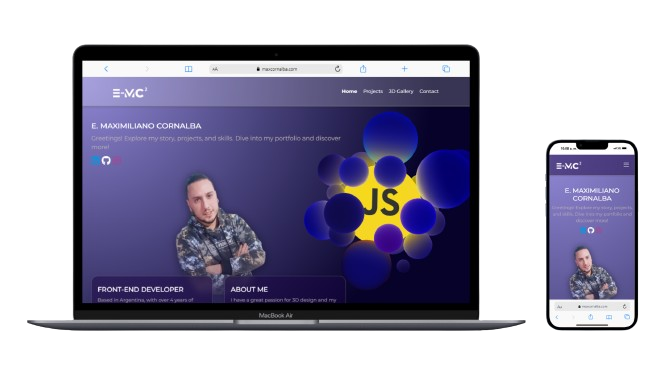 AA
maxcornalba.com
E=MC²
Home Projects 3D Gallery Contact
E. MAXIMILIANO CORNALBA
Greetings! Explore my story, projects, and skills. Dive into my portfolio and discover
more!
JS
FRONT-END DEVELOPER
Based in Argentina, with over 4 years of
ABOUT ME
I have a great passion for 3D design and my
MacBook Air
E=MC²
E. MAXIMILIANO
CORNALBA
Greetings! Explore my story, projects,
and skills. Dive into my portfolio and
discover more!